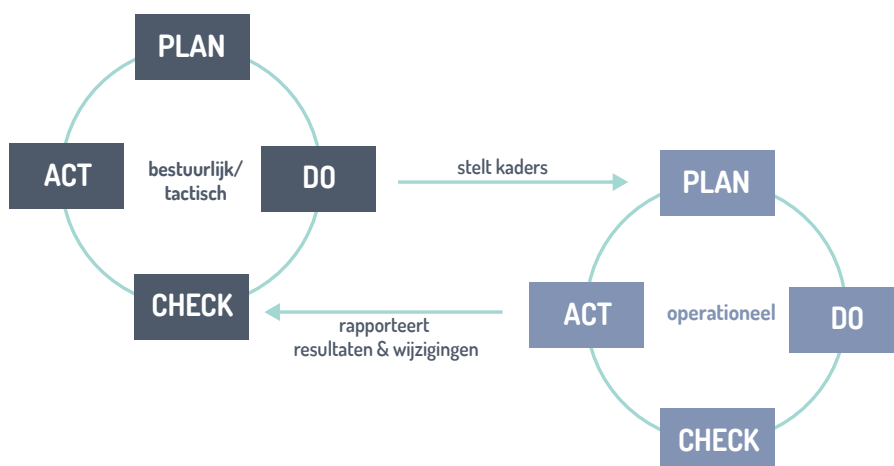 PLAN
ACT
bestuurlijk/
tactisch
DO
CHECK
stelt kaders
rapporteert
resultaten & wijzigingen
PLAN
ACT
operationeel
DO
CHECK